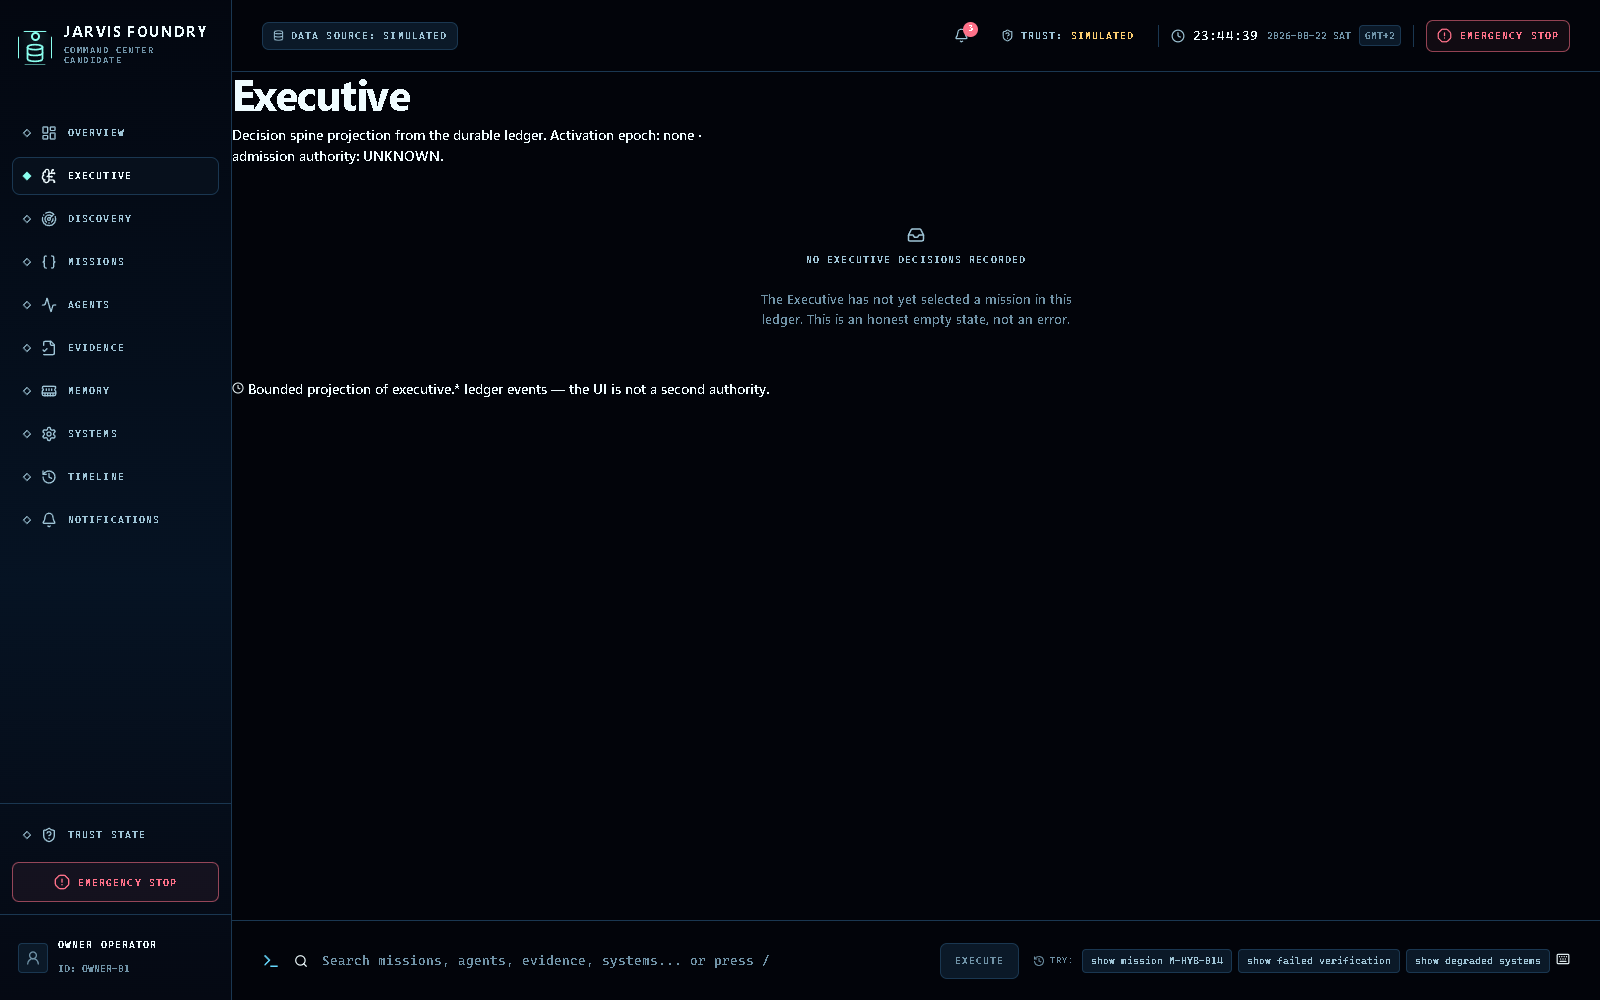 JARVIS FOUNDRY
COMMAND CENTER
CANDIDATE
OVERVIEW
EXECUTIVE
DISCOVERY
MISSIONS
AGENTS
EVIDENCE
MEMORY
SYSTEMS
TIMELINE
NOTIFICATIONS
TRUST STATE
EMERGENCY STOP
OWNER OPERATOR
ID: OWNER-01
DATA SOURCE: SIMULATED
3
TRUST: SIMULATED
23:44:39 2026-08-22 SAT GMT+2
EMERGENCY STOP
Executive
Decision spine projection from the durable ledger. Activation epoch: none ·
admission authority: UNKNOWN.
NO EXECUTIVE DECISIONS RECORDED
The Executive has not yet selected a mission in this
ledger. This is an honest empty state, not an error.
Bounded projection of executive.* ledger events — the UI is not a second authority.
Search missions, agents, evidence, systems... or press /
EXECUTE
TRY:
show mission M-HYB-014
show failed verification
show degraded systems